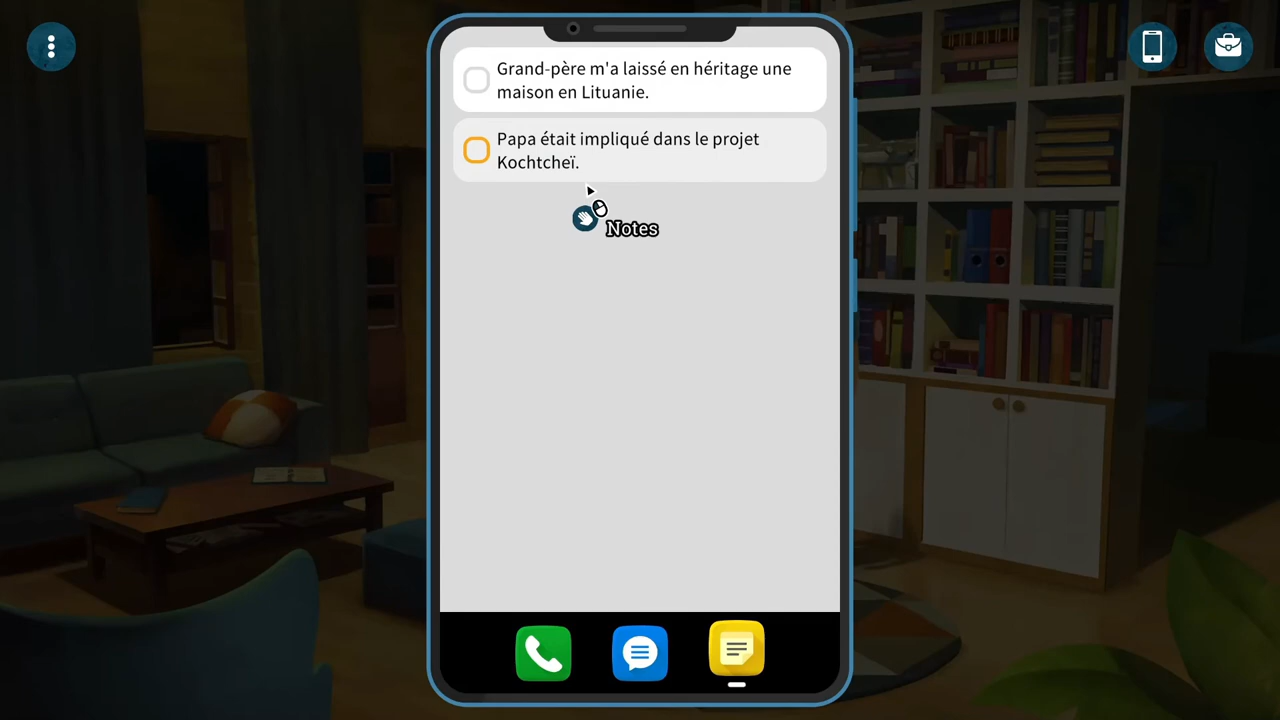 Grand-père m'a laissé en héritage une
maison en Lituanie.
Papa était impliqué dans le projet
Kochtcheï.
Notes